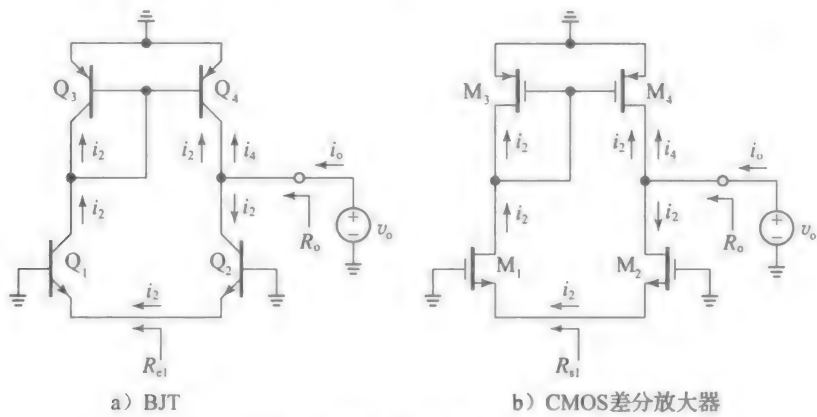 Q₃
Q₄
i₂
i₂
i₄
iₒ
i₂
i₂
Rₒ
vₒ
Q₁
Q₂
i₂
Rₑ₁
a）BJT
M₃
M₄
i₂
i₂
i₄
iₒ
i₂
i₂
Rₒ
vₒ
M₁
M₂
i₂
Rₛ₁
b）CMOS差分放大器